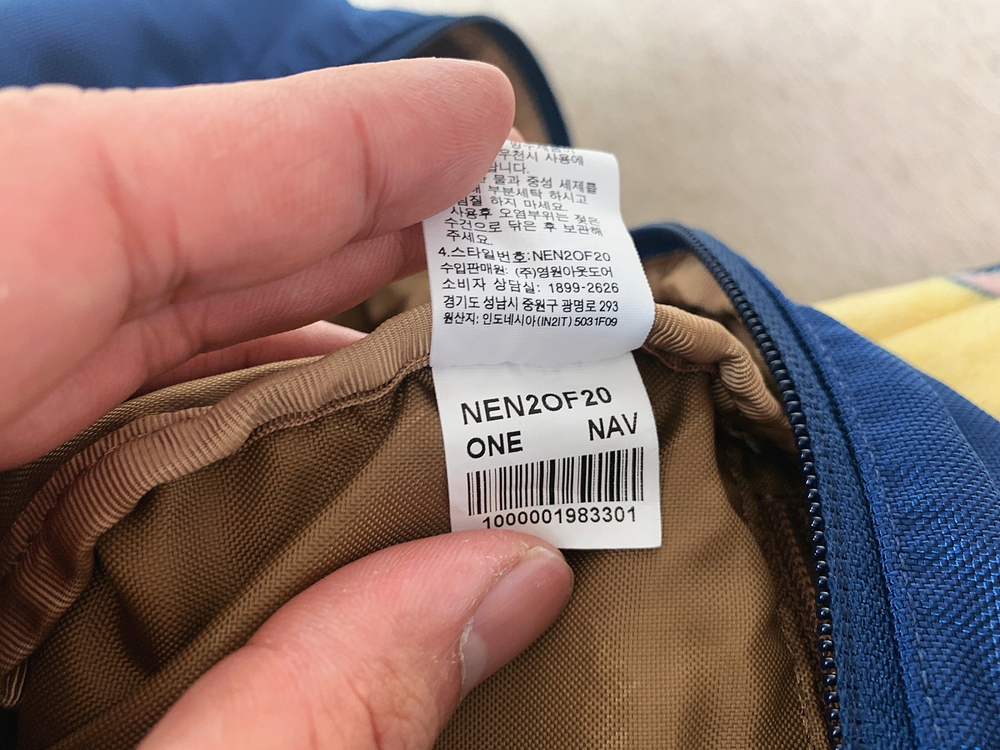 우천시 사용에
물과 중성 세제를
부분세탁 하시고
하지 마세요.
사용후 오염부위는 젖은
수건으로 닦은 후 보관해
주세요.
4.스타일번호:NEN2OF20
수입판매원: (주)영원아웃도어
소비자 상담실: 1899-2626
경기도 성남시 중원구 광명로 293
원산지: 인도네시아(IN2IT) 5031F09
NEN2OF20
ONE NAV
1000001983301